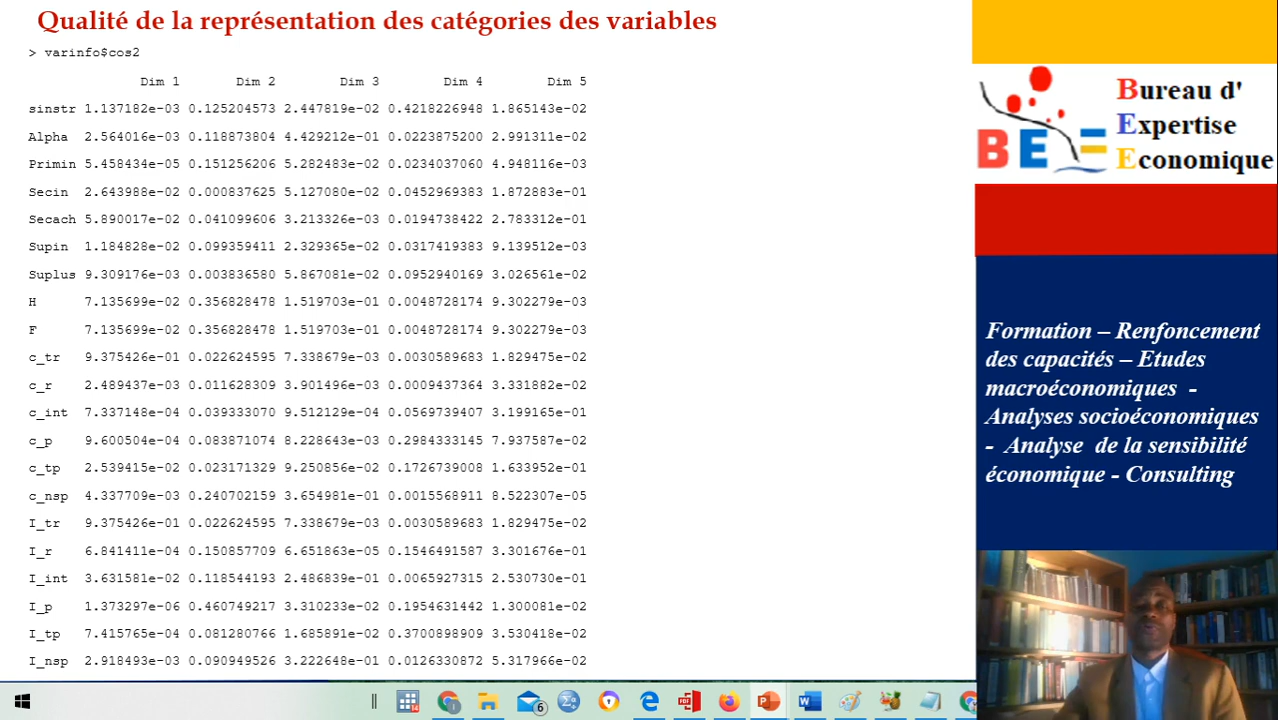 Qualité de la représentation des catégories des variables
> varinfo$cos2
Dim 1 Dim 2 Dim 3 Dim 4 Dim 5
sinstr 1.137182e-03 0.125204573 2.447819e-02 0.4218226948 1.865143e-02
Alpha 2.564016e-03 0.118873804 4.429212e-01 0.0223875200 2.991311e-02
Primin 5.458434e-05 0.151256206 5.282483e-02 0.0234037060 4.948116e-03
Secin 2.643988e-02 0.000837625 5.127080e-02 0.0452969383 1.872883e-01
Secach 5.890017e-02 0.041099606 3.213326e-03 0.0194738422 2.783312e-01
Supin 1.184828e-02 0.099359411 2.329365e-02 0.0317419383 9.139512e-03
Suplus 9.309176e-03 0.003836580 5.867081e-02 0.0952940169 3.026561e-02
H 7.135699e-02 0.356828478 1.519703e-01 0.0048728174 9.302279e-03
F 7.135699e-02 0.356828478 1.519703e-01 0.0048728174 9.302279e-03
c_tr 9.375426e-01 0.022624595 7.338679e-03 0.0030589683 1.829475e-02
c_r 2.489437e-03 0.011628309 3.901496e-03 0.0009437364 3.331882e-02
c_int 7.337148e-04 0.039333070 9.512129e-04 0.0569739407 3.199165e-01
c_p 9.600504e-04 0.083871074 8.228643e-03 0.2984333145 7.937587e-02
c_tp 2.539415e-02 0.023171329 9.250856e-02 0.1726739008 1.633952e-01
c_nsp 4.337709e-03 0.240702159 3.654981e-01 0.0015568911 8.522307e-05
I_tr 9.375426e-01 0.022624595 7.338679e-03 0.0030589683 1.829475e-02
I_r 6.841411e-04 0.150857709 6.651863e-05 0.1546491587 3.301676e-01
I_int 3.631581e-02 0.118544193 2.486839e-01 0.0065927315 2.530730e-01
I_p 1.373297e-06 0.460749217 3.310233e-02 0.1954631442 1.300081e-02
I_tp 7.415765e-04 0.081280766 1.685891e-02 0.3700898909 3.530418e-02
I_nsp 2.918493e-03 0.090949526 3.222648e-01 0.0126330872 5.317966e-02
BEE
Bureau d'
Expertise
Economique
Formation – Renfoncement
des capacités – Etudes
macroéconomiques -
Analyses socioéconomiques
- Analyse de la sensibilité
économique - Consulting